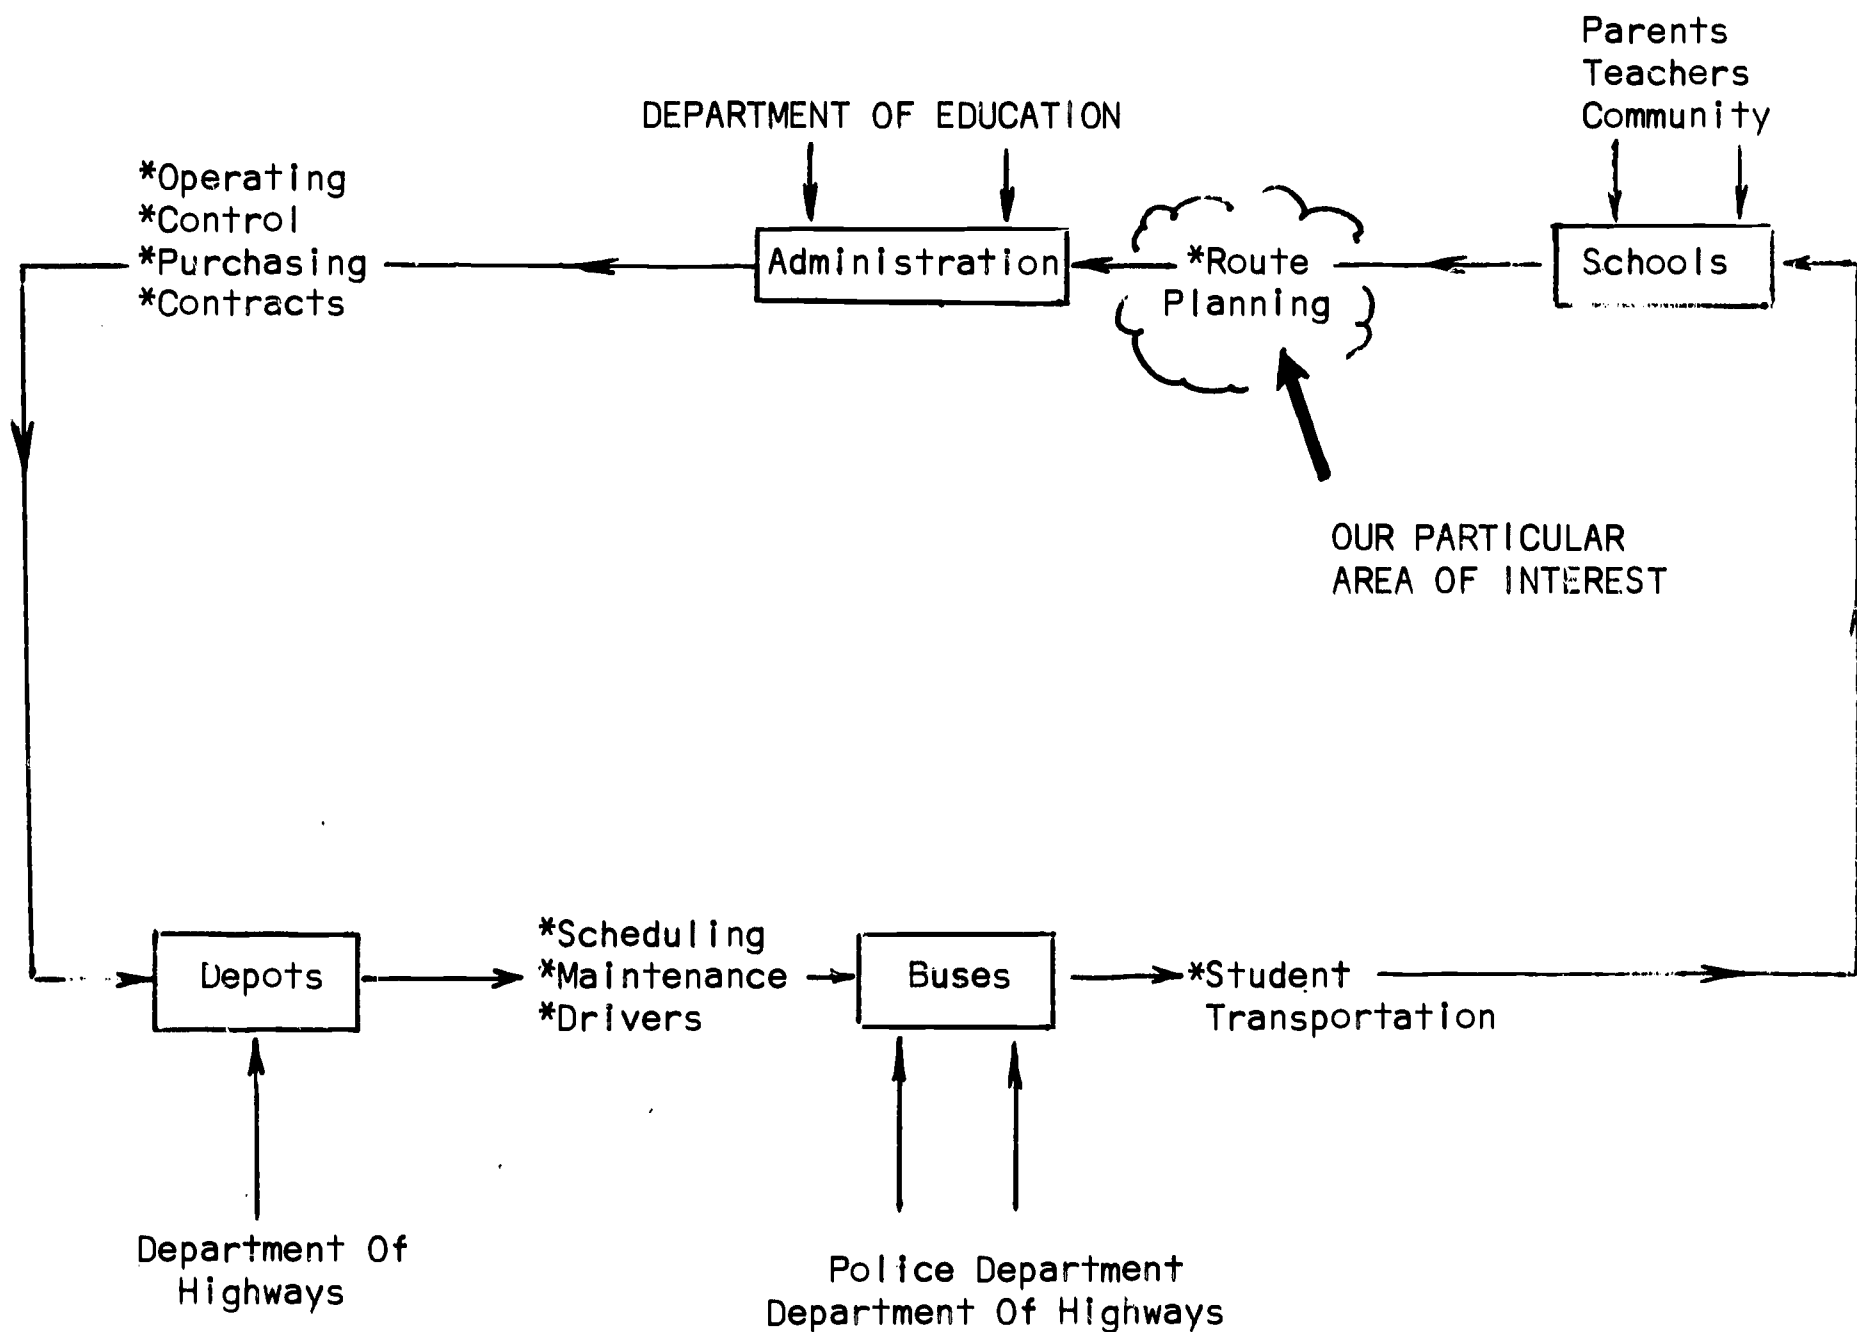 Parents
Teachers
Community
DEPARTMENT OF EDUCATION
*Operating
*Control
*Purchasing
*Contracts
Administration
*Route
Planning
Schools
OUR PARTICULAR
AREA OF INTEREST
Depots
*Scheduling
*Maintenance
*Drivers
Buses
*Student
Transportation
Department Of
Highways
Police Department
Department Of Highways